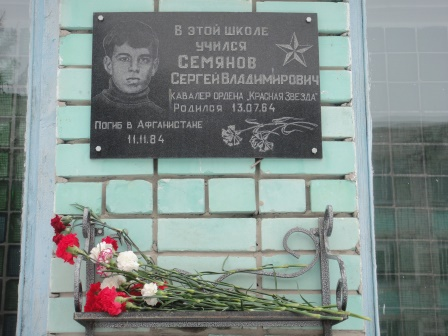 В ЭТОЙ ШКОЛЕ
УЧИЛСЯ
СЕМЯНОВ
СЕРГЕЙ ВЛАДИМИРОВИЧ
КАВАЛЕР ОРДЕНА „КРАСНАЯ ЗВЕЗДА"
РОДИЛСЯ 13.07.64
ПОГИБ В АФГАНИСТАНЕ
11.11.84